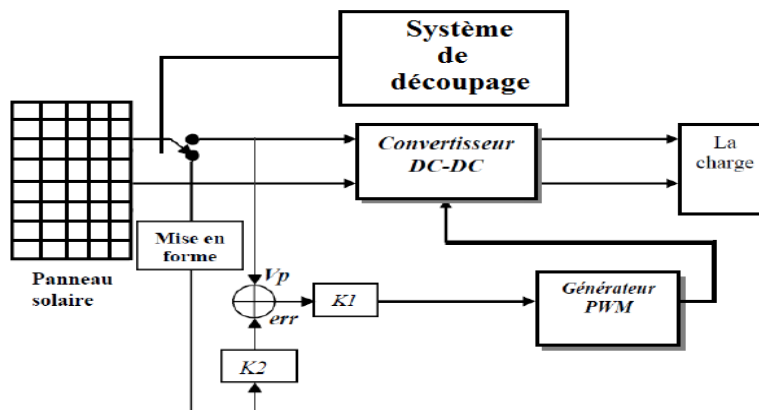 Système
de
découpage
Convertisseur
DC-DC
La
charge
Mise en
forme
Panneau
solaire
Vp
err
K1
Générateur
PWM
K2